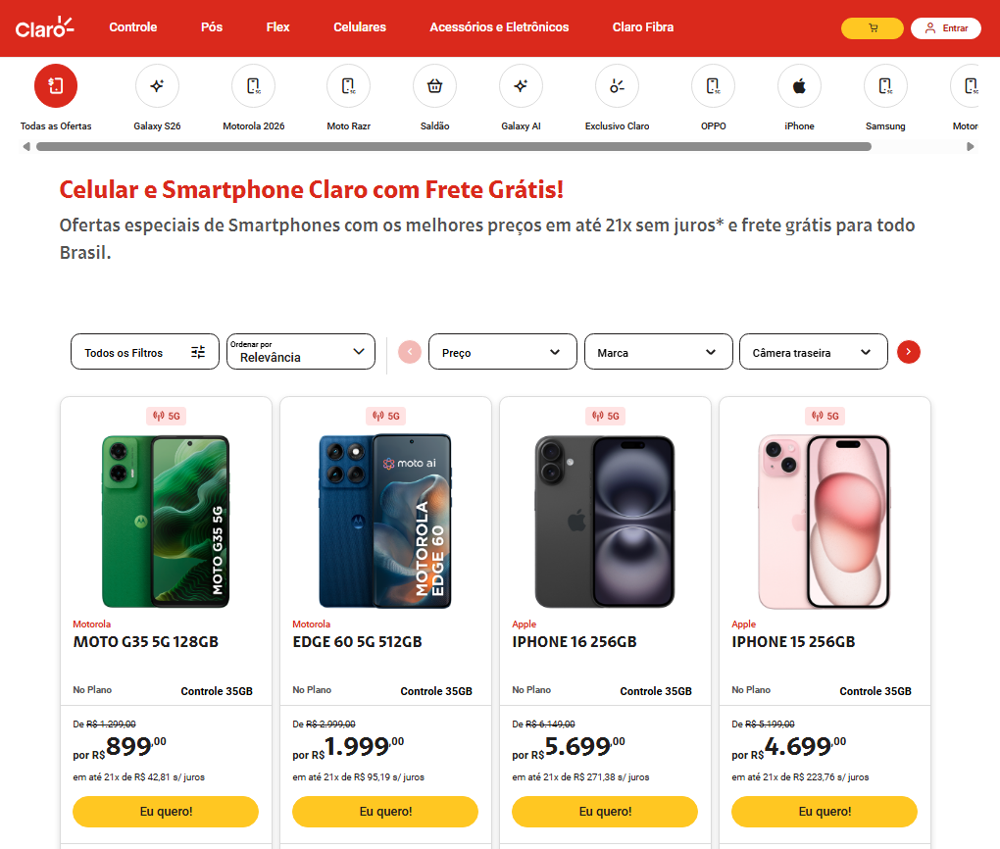 Claro
Controle
Pós
Flex
Celulares
Acessórios e Eletrônicos
Claro Fibra
Entrar
Todas as Ofertas
Galaxy S26
Motorola 2026
Moto Razr
Saldão
Galaxy AI
Exclusivo Claro
OPPO
iPhone
Samsung
Motor
Celular e Smartphone Claro com Frete Grátis!
Ofertas especiais de Smartphones com os melhores preços em até 21x sem juros* e frete grátis para todo
Brasil.
Todos os Filtros
Ordenar por
Relevância
Preço
Marca
Câmera traseira
5G
MOTO G35 5G
Motorola
MOTO G35 5G 128GB
No Plano
Controle 35GB
De R$ 1.299,00
por R$ 899,00
em até 21x de R$ 42,81 s/ juros
Eu quero!
5G
moto ai
MOTOROLA
EDGE 60
Motorola
EDGE 60 5G 512GB
No Plano
Controle 35GB
De R$ 2.999,00
por R$ 1.999,00
em até 21x de R$ 95,19 s/ juros
Eu quero!
5G
Apple
IPHONE 16 256GB
No Plano
Controle 35GB
De R$ 6.149,00
por R$ 5.699,00
em até 21x de R$ 271,38 s/ juros
Eu quero!
5G
Apple
IPHONE 15 256GB
No Plano
Controle 35GB
De R$ 5.199,00
por R$ 4.699,00
em até 21x de R$ 223,76 s/ juros
Eu quero!